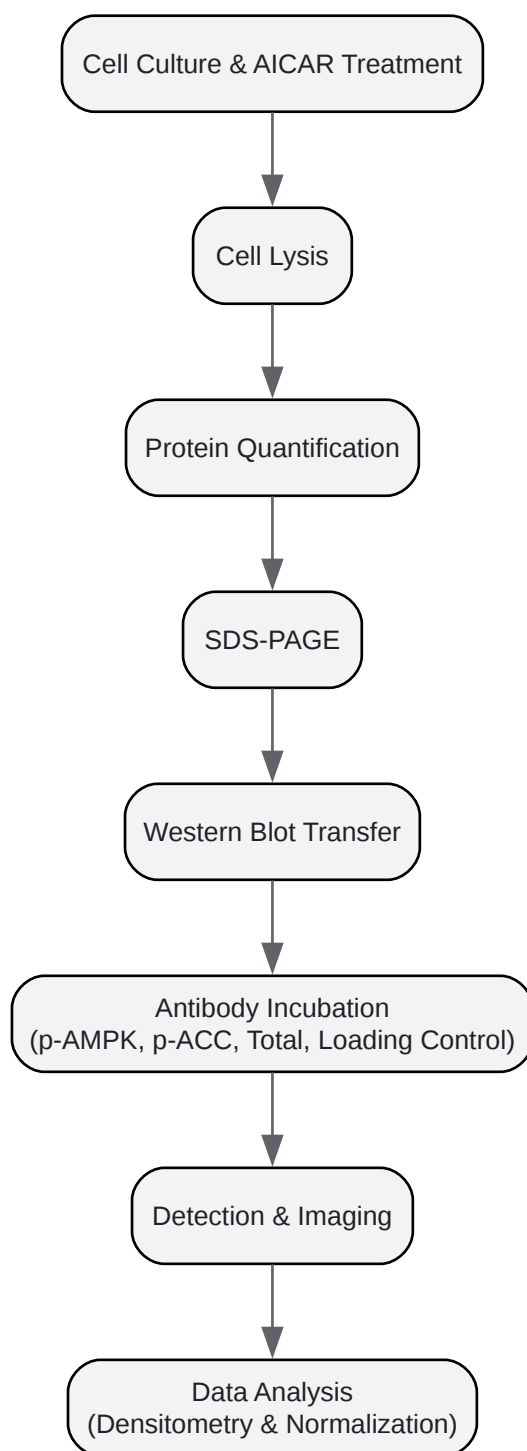 Cell Culture & AICAR Treatment
Cell Lysis
Protein Quantification
SDS-PAGE
Western Blot Transfer
Antibody Incubation
(p-AMPK, p-ACC, Total, Loading Control)
Detection & Imaging
Data Analysis
(Densitometry & Normalization)